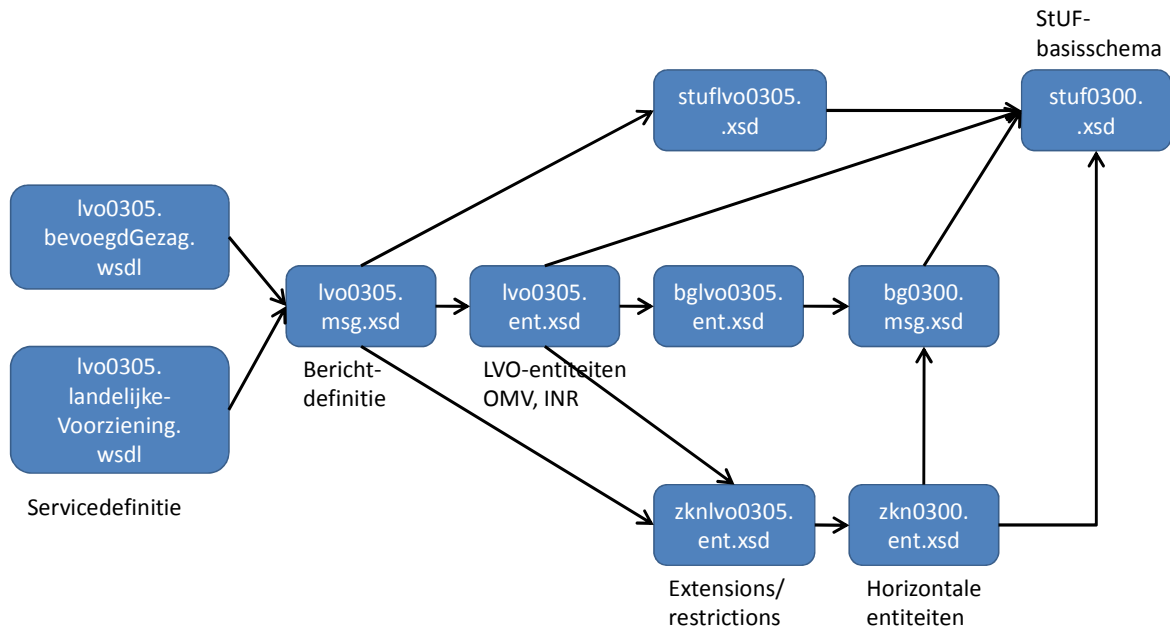 StUF-
basisschema
stuflvo0305.
.xsd
stuf0300.
.xsd
lvo0305.
bevoegdGezag.
wsdl
lvo0305.
msg.xsd
lvo0305.
ent.xsd
bglvo0305.
ent.xsd
bg0300.
msg.xsd
lvo0305.
landelijke-
Voorziening.
wsdl
Bericht-
definitie
LVO-entiteiten
OMV, INR
Servicedefinitie
zknlvo0305.
ent.xsd
zkn0300.
ent.xsd
Extensions/
restrictions
Horizontale
entiteiten